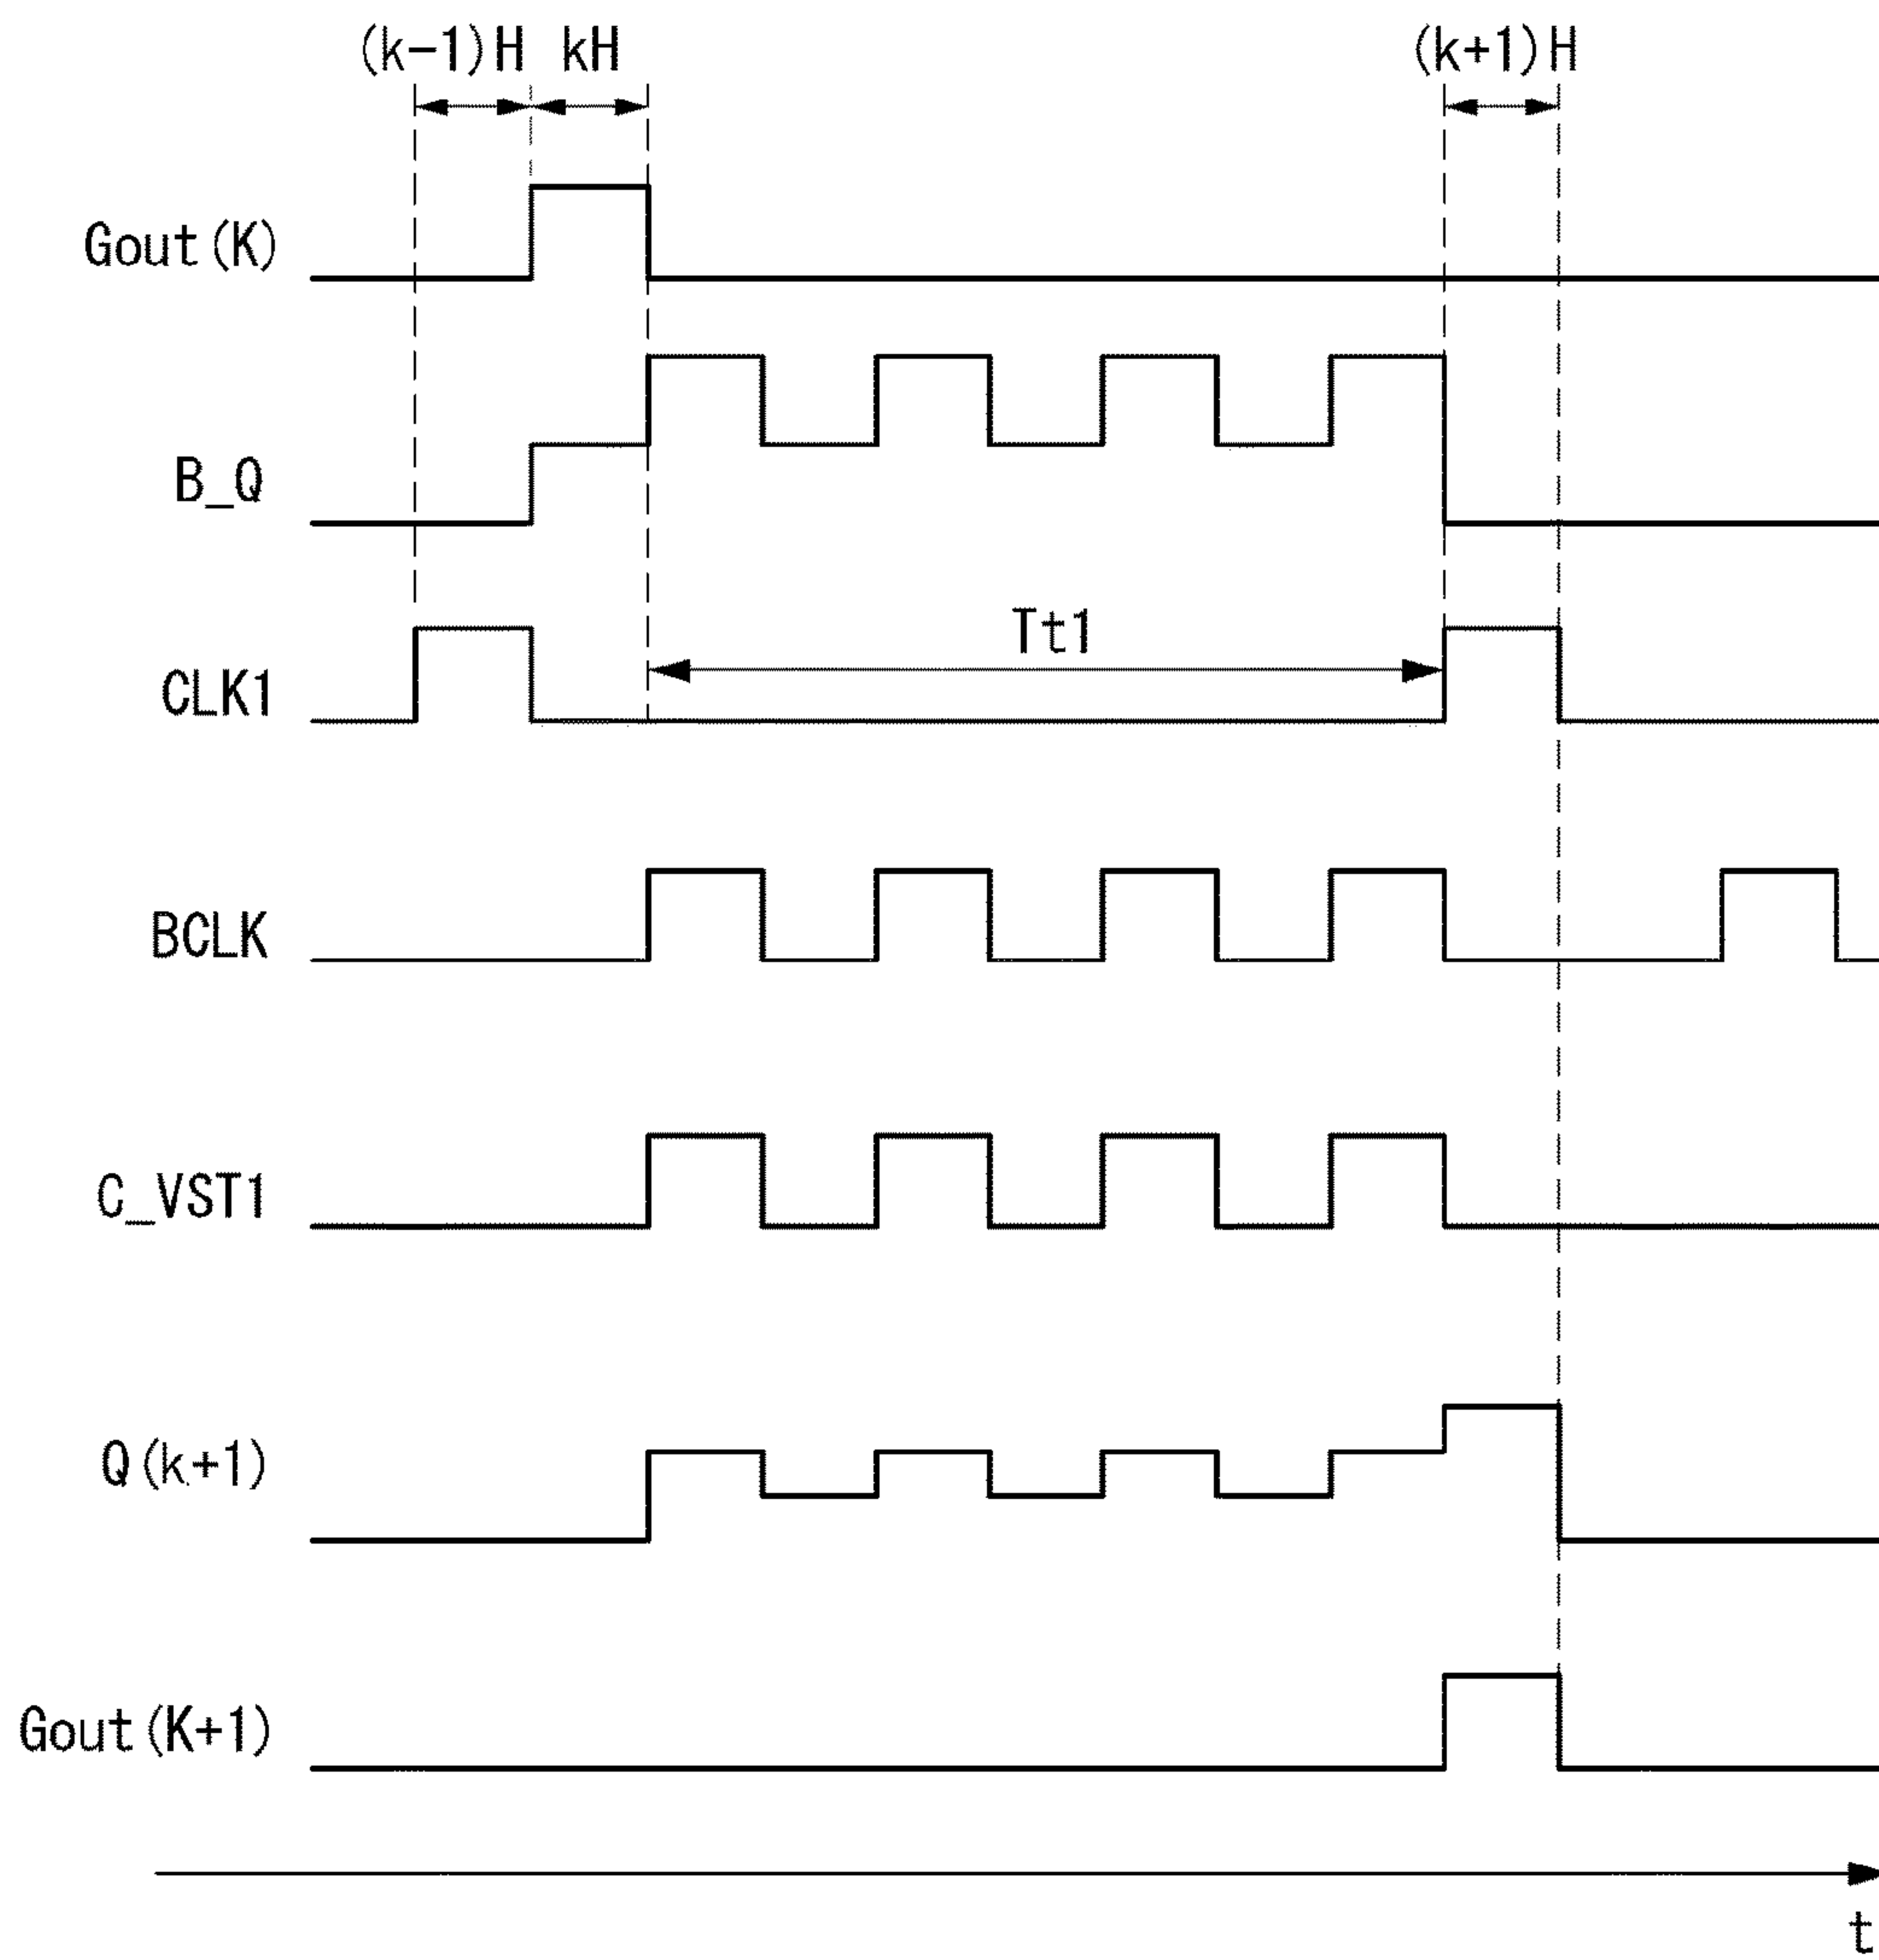 (k-1)H kH (k+1)H
Gout(K)
B_Q
Tt1
CLK1
BCLK
C_VST1
Q(k+1)
Gout(K+1)
t